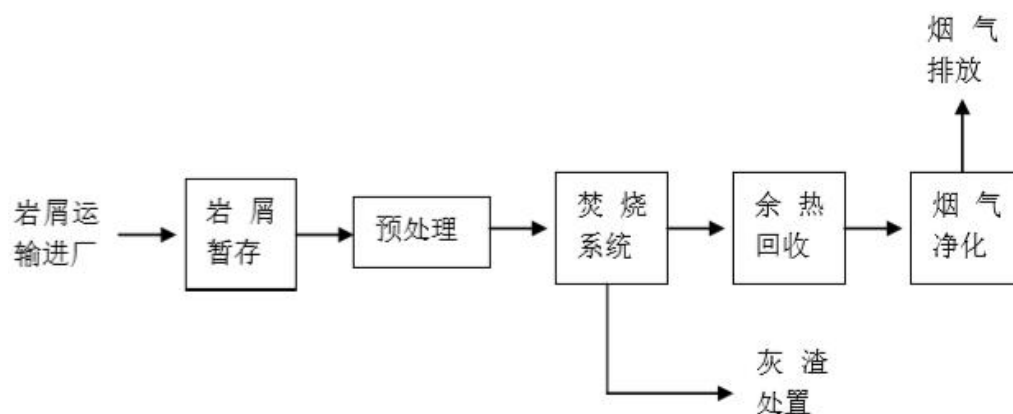 烟 气
排放
岩屑运
输进厂
岩 屑
暂存
预处理
焚 烧
系统
余 热
回收
烟 气
净化
灰 渣
处置